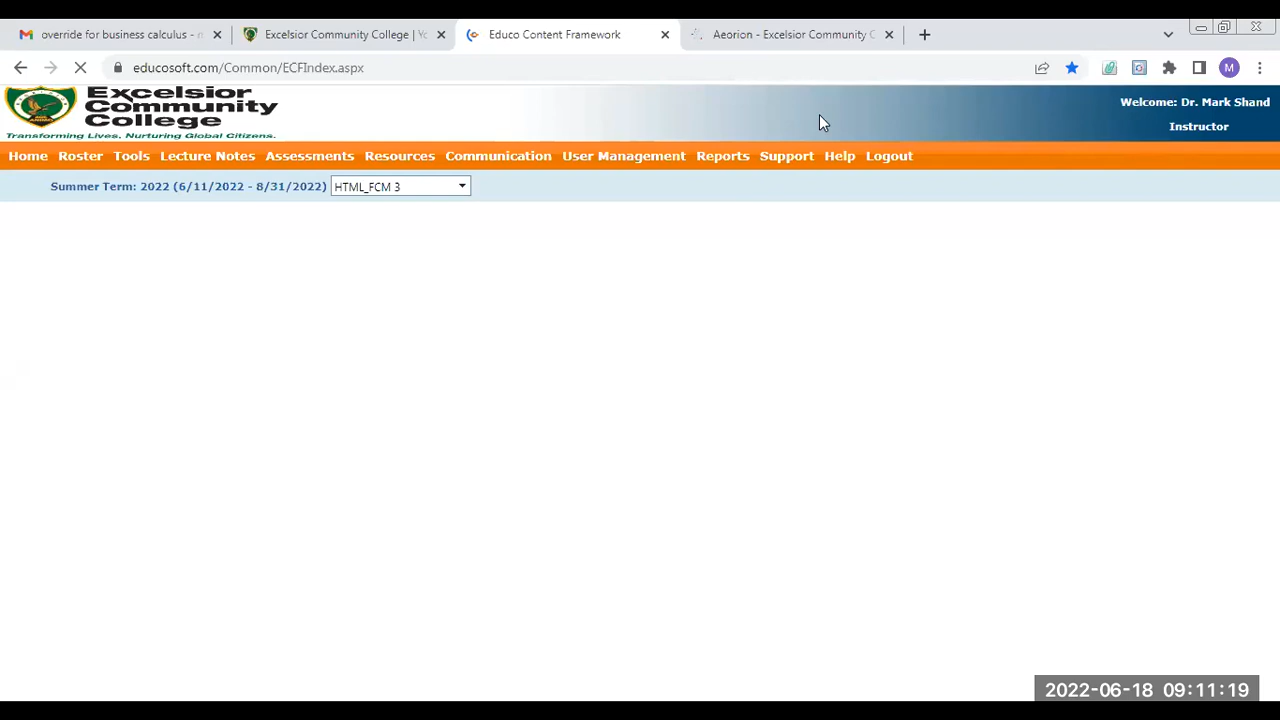 override for business calculus - m
Excelsior Community College | Yo
Educo Content Framework
Aeorion - Excelsior Community C
educosoft.com/Common/ECFIndex.aspx
M
Excelsior
Community
College
Transforming Lives, Nurturing Global Citizens.
Welcome: Dr. Mark Shand
Instructor
Home Roster Tools Lecture Notes Assessments Resources Communication User Management Reports Support Help Logout
Summer Term: 2022 (6/11/2022 - 8/31/2022) HTML_FCM 3
2022-06-18 09:11:19